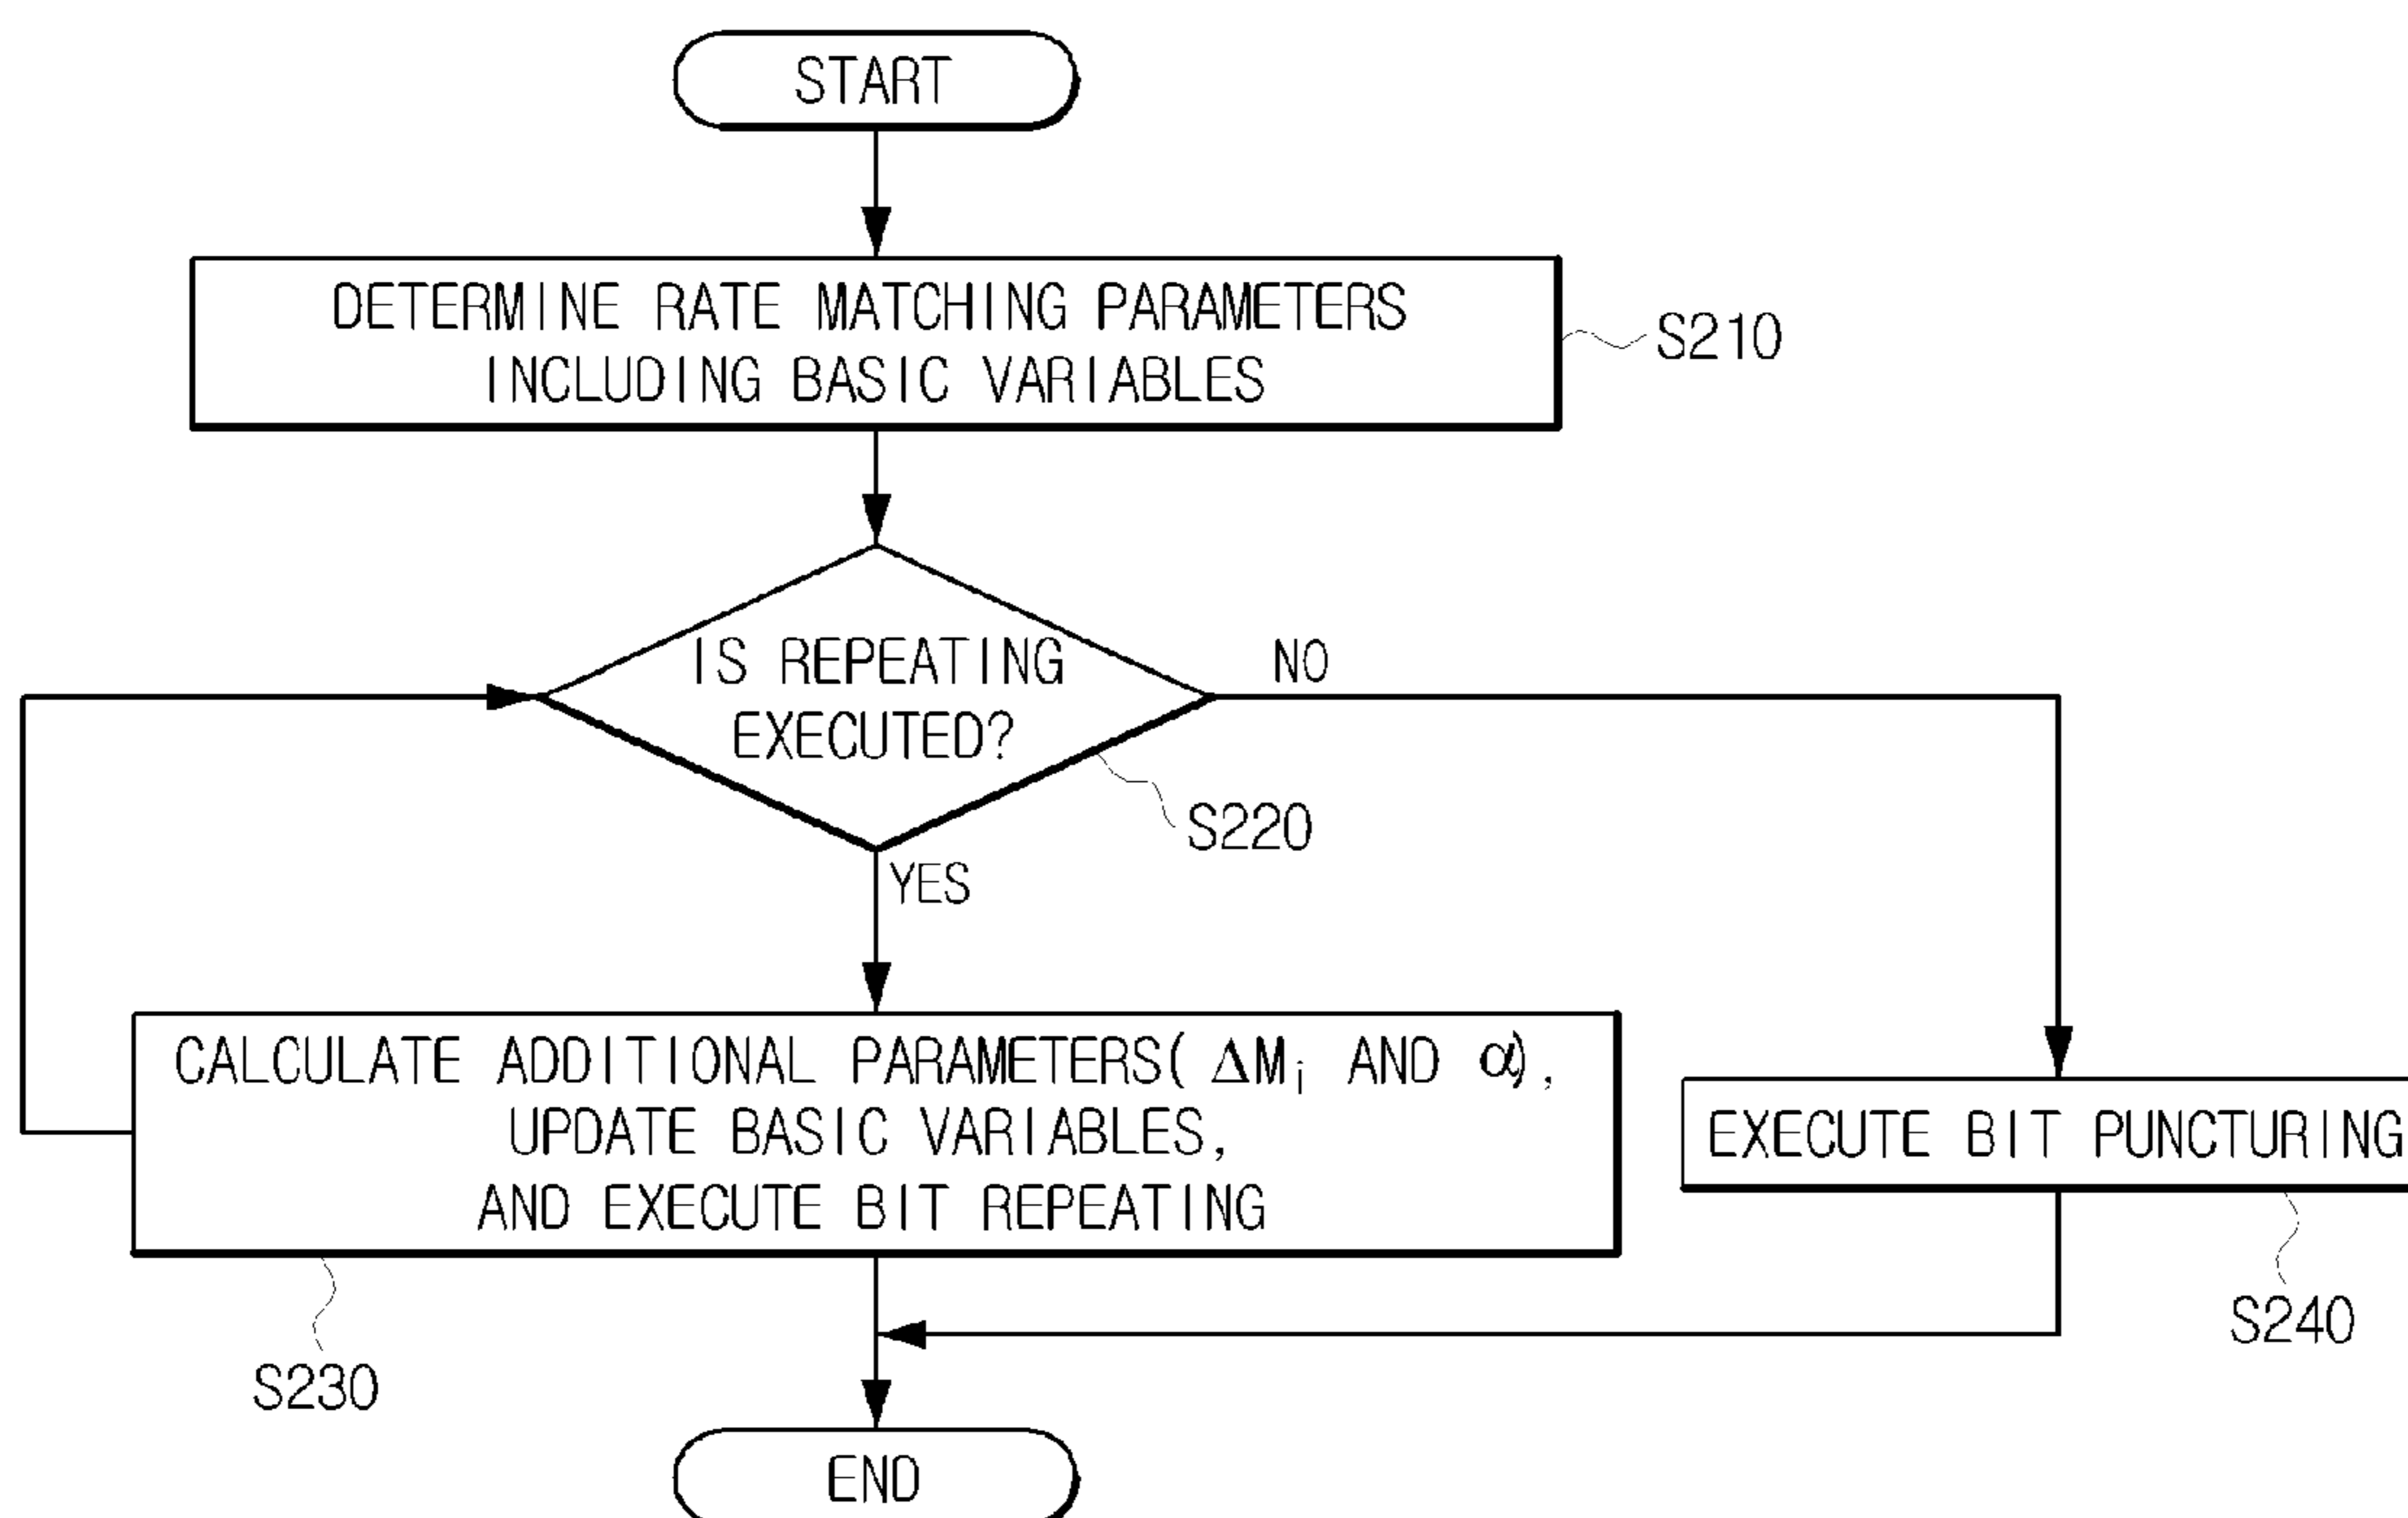 START
DETERMINE RATE MATCHING PARAMETERS
INCLUDING BASIC VARIABLES
S210
IS REPEATING
EXECUTED?
NO
S220
YES
CALCULATE ADDITIONAL PARAMETERS( ΔMi AND α),
UPDATE BASIC VARIABLES,
AND EXECUTE BIT REPEATING
EXECUTE BIT PUNCTURING
S240
S230
END